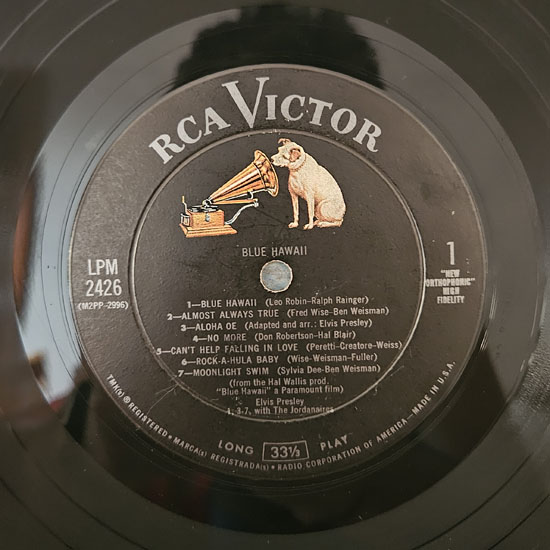 RCA VICTOR
BLUE HAWAII
LPM
2426
(M2PP-2996)
1
"NEW
ORTHOPHONIC"
HIGH
FIDELITY
1—BLUE HAWAII (Leo Robin-Ralph Rainger)
2—ALMOST ALWAYS TRUE (Fred Wise-Ben Weisman)
3—ALOHA OE (Adapted and arr.: Elvis Presley)
4—NO MORE (Don Robertson-Hal Blair)
5—CAN'T HELP FALLING IN LOVE (Peretti-Creatore-Weiss)
6—ROCK-A-HULA BABY (Wise-Weisman-Fuller)
7—MOONLIGHT SWIM (Sylvia Dee-Ben Weisman)
(from the Hal Wallis prod.
"Blue Hawaii" a Paramount film)
Elvis Presley
1, 3-7, with The Jordanaires
LONG 33⅓ PLAY
TMK(s) ® REGISTERED • MARCA(s) REGISTRADA(s) • RADIO CORPORATION OF AMERICA—MADE IN U.S.A.